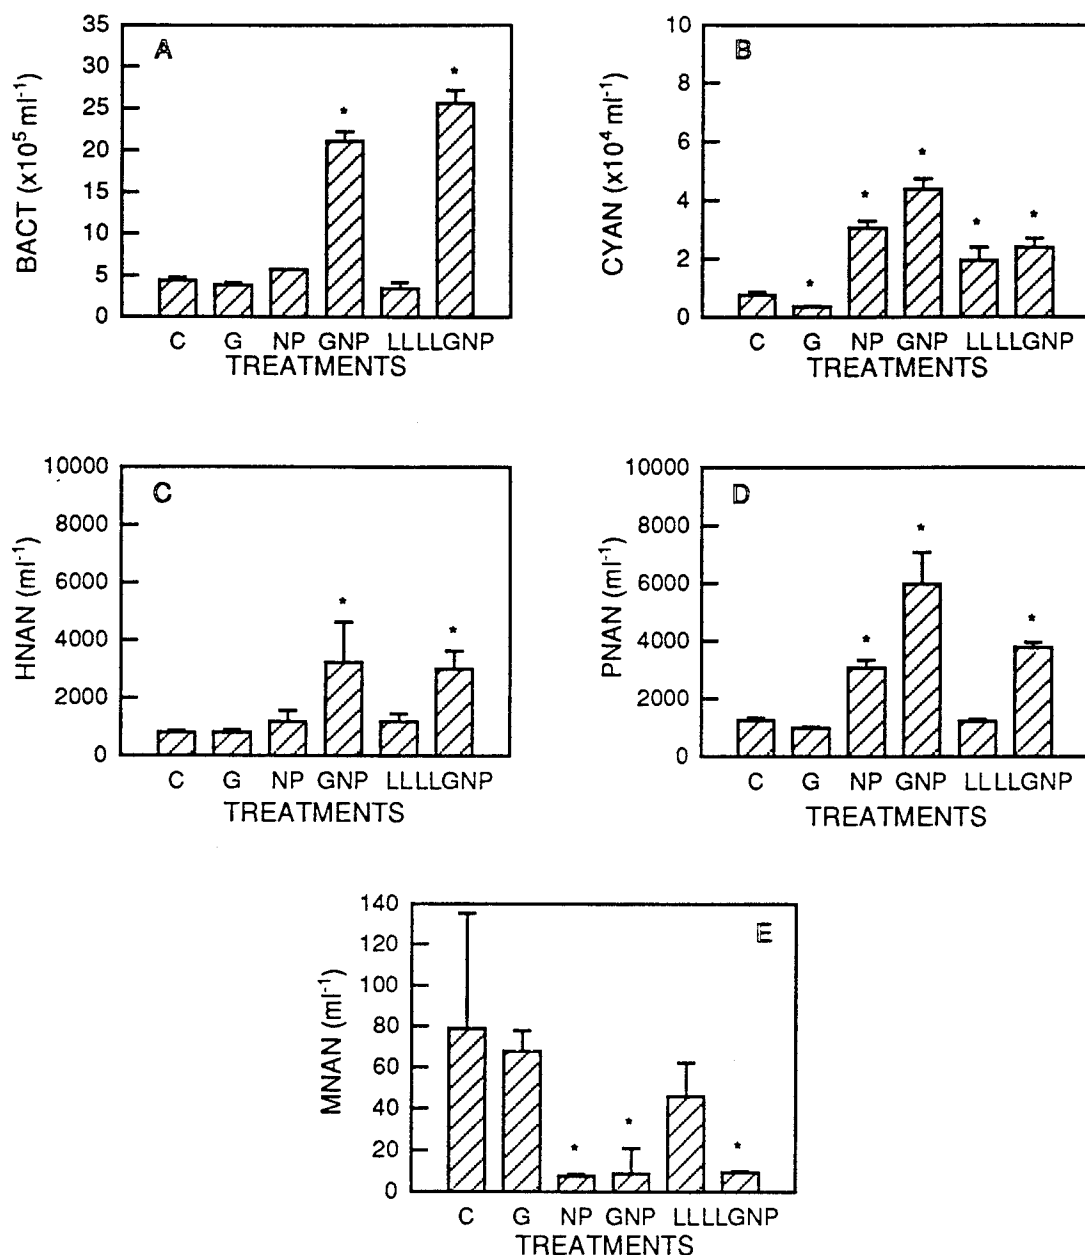 A
BACT (x10⁵ ml⁻¹)
35
30
25
20
15
10
5
0
*
*
C G NP GNP LL LLGNP
TREATMENTS
B
CYAN (x10⁴ ml⁻¹)
10
8
6
4
2
0
*
*
*
*
*
C G NP GNP LL LLGNP
TREATMENTS
C
HNAN (ml⁻¹)
10000
8000
6000
4000
2000
0
*
*
C G NP GNP LL LLGNP
TREATMENTS
D
PNAN (ml⁻¹)
10000
8000
6000
4000
2000
0
*
*
*
C G NP GNP LL LLGNP
TREATMENTS
E
MNAN (ml⁻¹)
140
120
100
80
60
40
20
0
*
*
*
C G NP GNP LL LLGNP
TREATMENTS